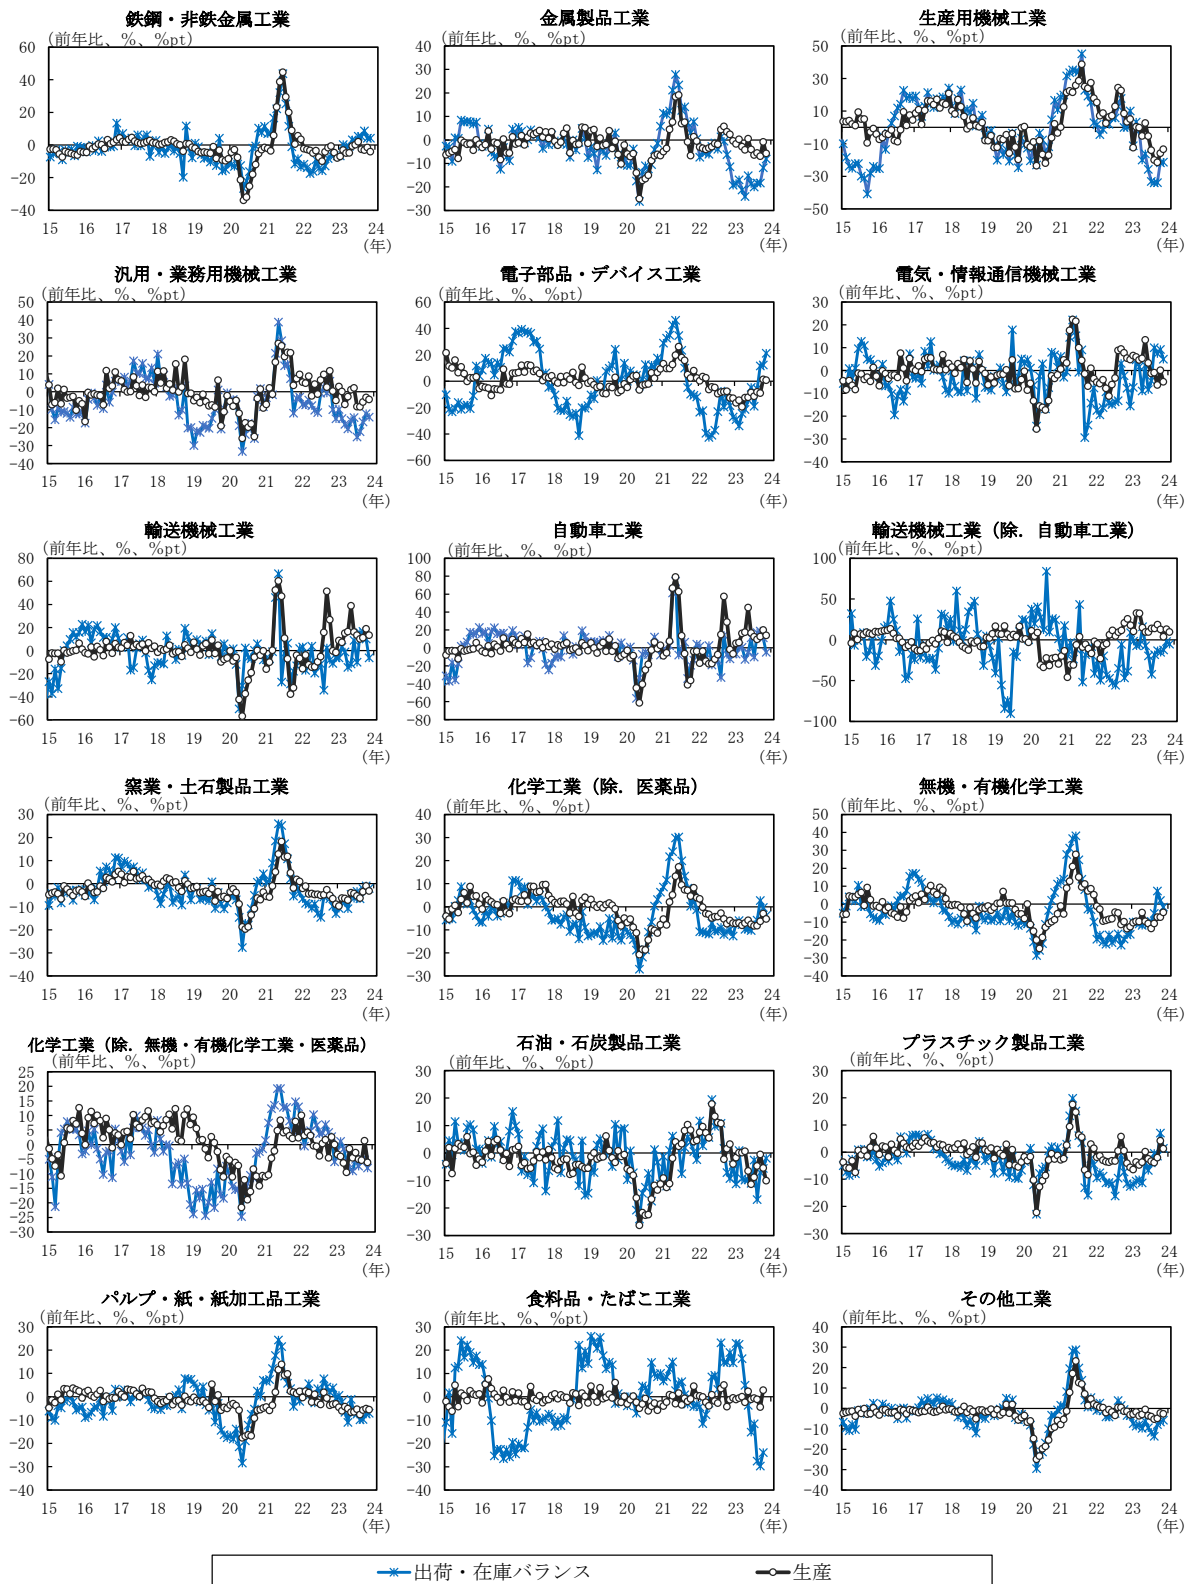 鉄鋼・非鉄金属工業
(前年比、%、%pt)
60
40
20
0
−20
−40
15 16 17 18 19 20 21 22 23 24
(年)
金属製品工業
(前年比、%、%pt)
40
30
20
10
0
−10
−20
−30
15 16 17 18 19 20 21 22 23 24
(年)
生産用機械工業
(前年比、%、%pt)
50
30
10
−10
−30
−50
15 16 17 18 19 20 21 22 23 24
(年)
汎用・業務用機械工業
(前年比、%、%pt)
50
40
30
20
10
0
−10
−20
−30
−40
15 16 17 18 19 20 21 22 23 24
(年)
電子部品・デバイス工業
(前年比、%、%pt)
60
40
20
0
−20
−40
−60
15 16 17 18 19 20 21 22 23 24
(年)
電気・情報通信機械工業
(前年比、%、%pt)
30
20
10
0
−10
−20
−30
−40
15 16 17 18 19 20 21 22 23 24
(年)
輸送機械工業
(前年比、%、%pt)
80
60
40
20
0
−20
−40
−60
15 16 17 18 19 20 21 22 23 24
(年)
自動車工業
(前年比、%、%pt)
100
80
60
40
20
0
−20
−40
−60
−80
15 16 17 18 19 20 21 22 23 24
(年)
輸送機械工業（除．自動車工業）
(前年比、%、%pt)
100
50
0
−50
−100
15 16 17 18 19 20 21 22 23 24
(年)
窯業・土石製品工業
(前年比、%、%pt)
30
20
10
0
−10
−20
−30
−40
15 16 17 18 19 20 21 22 23 24
(年)
化学工業（除．医薬品）
(前年比、%、%pt)
40
30
20
10
0
−10
−20
−30
15 16 17 18 19 20 21 22 23 24
(年)
無機・有機化学工業
(前年比、%、%pt)
50
40
30
20
10
0
−10
−20
−30
−40
15 16 17 18 19 20 21 22 23 24
(年)
化学工業（除．無機・有機化学工業・医薬品）
(前年比、%、%pt)
25
20
15
10
5
0
−5
−10
−15
−20
−25
−30
15 16 17 18 19 20 21 22 23 24
(年)
石油・石炭製品工業
(前年比、%、%pt)
30
20
10
0
−10
−20
−30
15 16 17 18 19 20 21 22 23 24
(年)
プラスチック製品工業
(前年比、%、%pt)
30
20
10
0
−10
−20
−30
15 16 17 18 19 20 21 22 23 24
(年)
パルプ・紙・紙加工品工業
(前年比、%、%pt)
30
20
10
0
−10
−20
−30
−40
15 16 17 18 19 20 21 22 23 24
(年)
食料品・たばこ工業
(前年比、%、%pt)
30
20
10
0
−10
−20
−30
−40
15 16 17 18 19 20 21 22 23 24
(年)
その他工業
(前年比、%、%pt)
40
30
20
10
0
−10
−20
−30
−40
15 16 17 18 19 20 21 22 23 24
(年)
出荷・在庫バランス 生産